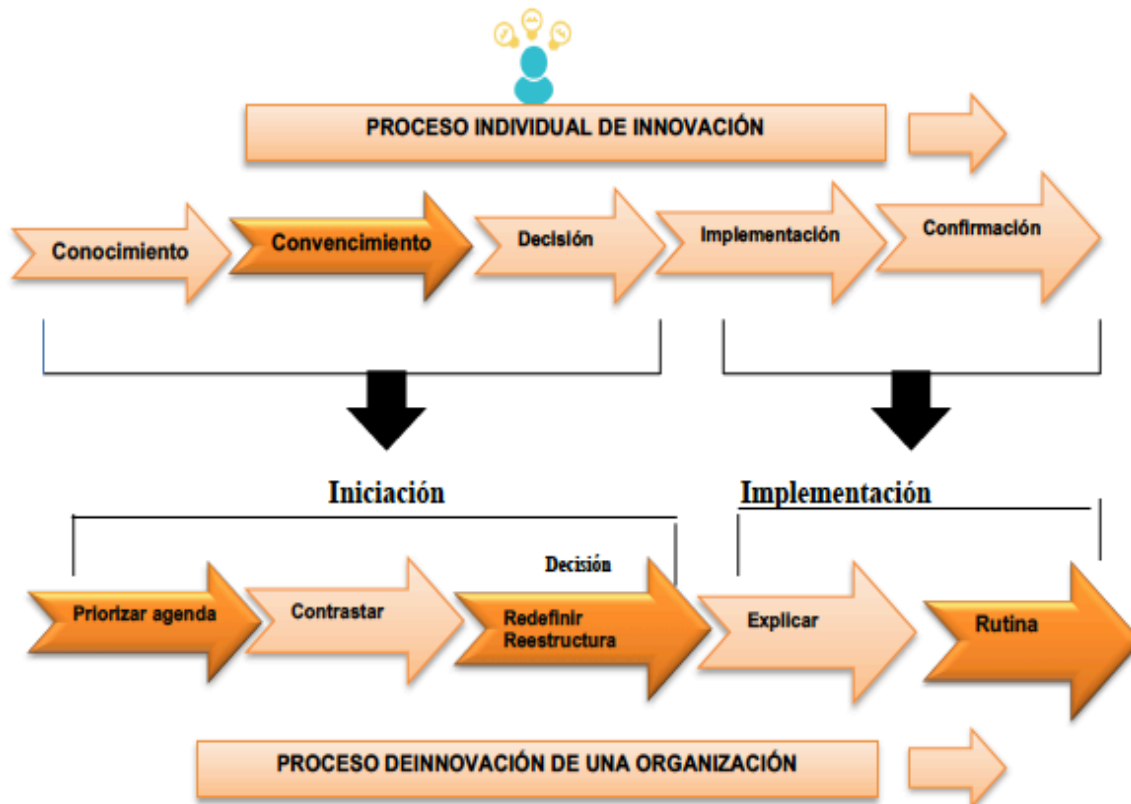 PROCESO INDIVIDUAL DE INNOVACIÓN
Conocimiento
Convencimiento
Decisión
Implementación
Confirmación
Iniciación
Implementación
Decisión
Priorizar agenda
Contrastar
Redefinir
Reestructura
Explicar
Rutina
PROCESO DEINNOVACIÓN DE UNA ORGANIZACIÓN